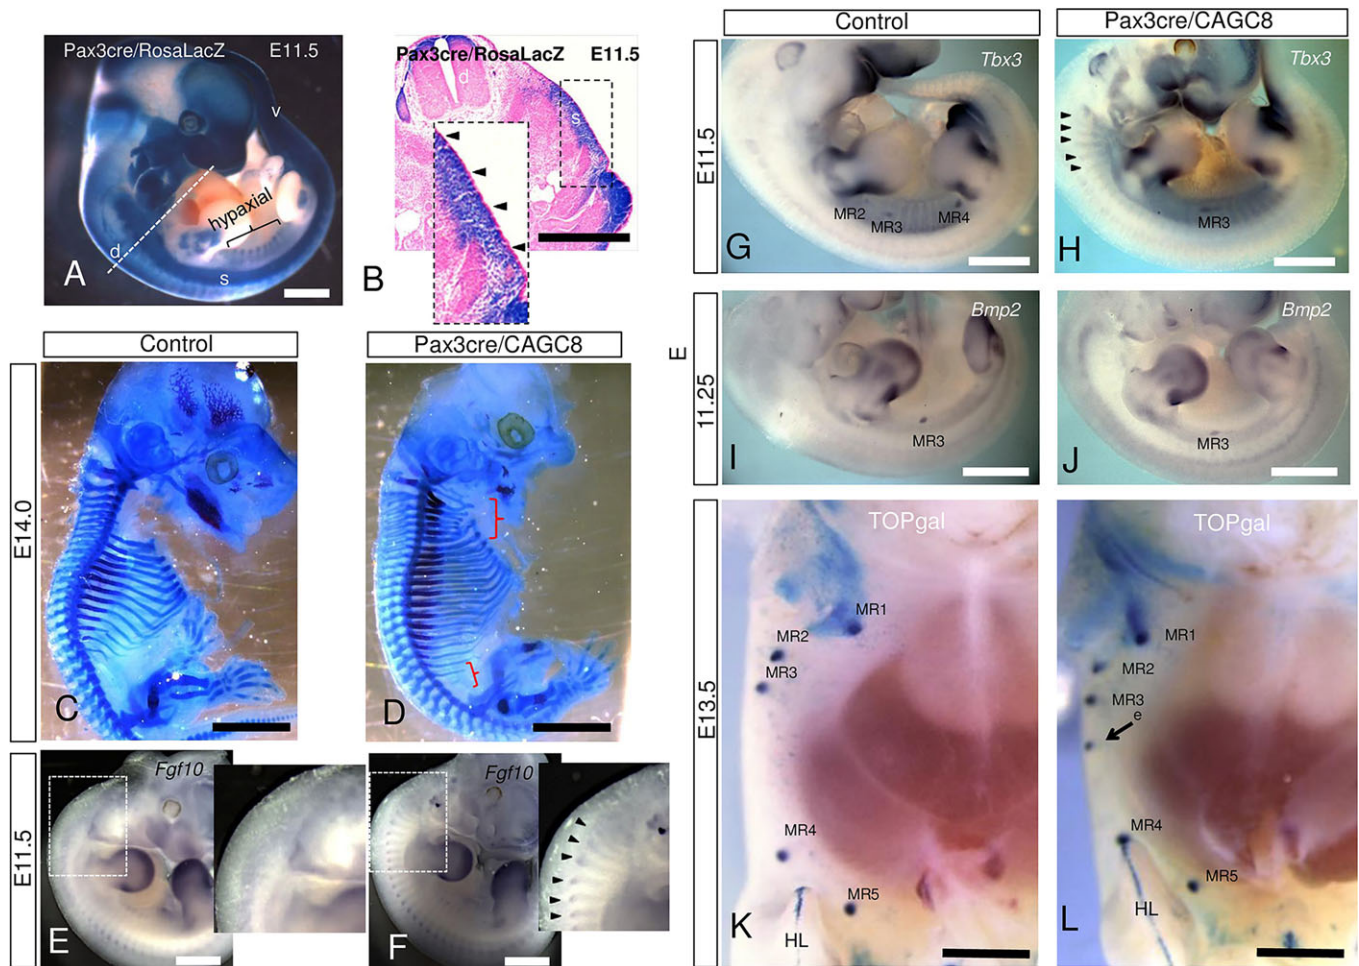 Pax3cre/RosaLacZ E11.5
v
hypaxial
d
s
A
Pax3cre/RosaLacZ E11.5
d
s
B
Control
Pax3cre/CAGC8
E14.0
C
D
E11.5
Fgf10
E
Fgf10
F
Control
Pax3cre/CAGC8
E11.5
Tbx3
MR2
MR3
MR4
G
Tbx3
MR3
H
E
11.25
Bmp2
MR3
I
Bmp2
MR3
J
E13.5
TOPgal
MR1
MR2
MR3
MR4
MR5
HL
K
TOPgal
MR1
MR2
MR3
e
MR4
MR5
HL
L